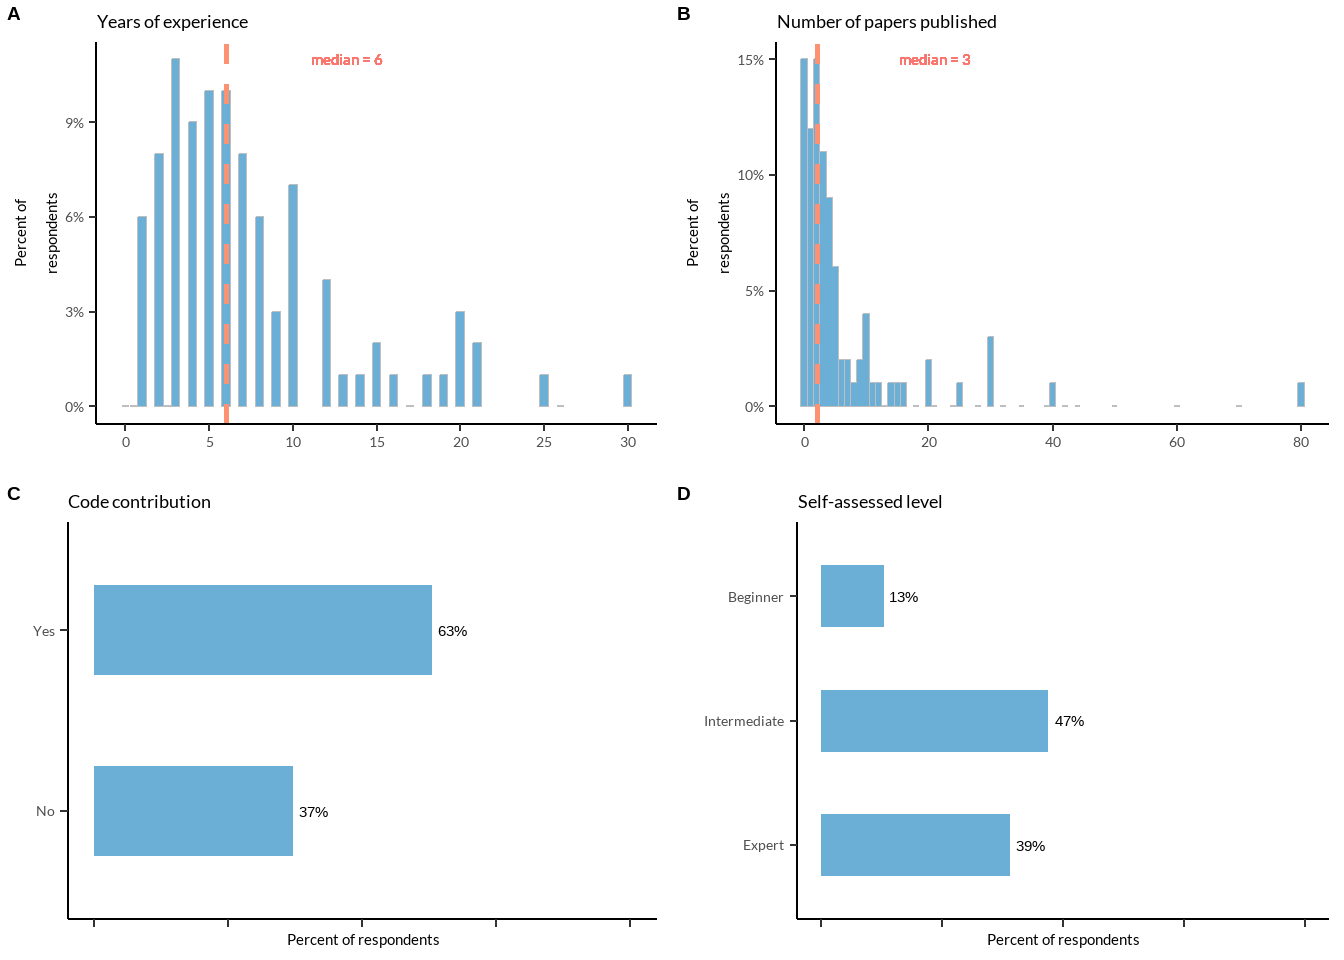 A
Years of experience
median = 6
9%
6%
3%
0%
Percent of
respondents
0 5 10 15 20 25 30
B
Number of papers published
median = 3
15%
10%
5%
0%
Percent of
respondents
0 20 40 60 80
C
Code contribution
Yes
63%
No
37%
Percent of respondents
D
Self-assessed level
Beginner
13%
Intermediate
47%
Expert
39%
Percent of respondents